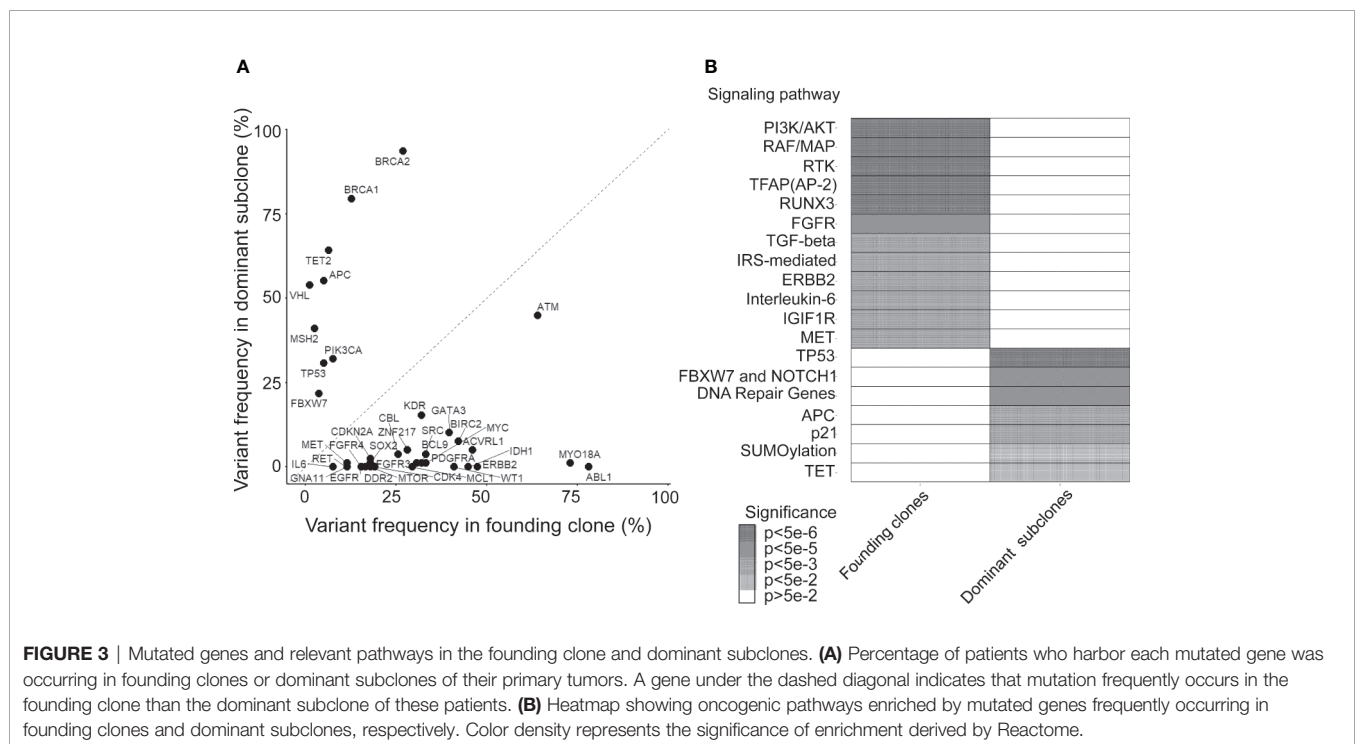 A
Variant frequency in dominant subclone (%)
100
75
50
25
0
BRCA2
BRCA1
TET2
APC
VHL
ATM
MSH2
PIK3CA
TP53
FBXW7
KDR
GATA3
CBL
BIRC2
CDKN2A
ZNF217
SRC
MYC
MET
FGFR4
SOX2
BCL9
ACVRL1
IDH1
RET
PDGFRA
MYO18A
IL6
FGFR3
ERBB2
GNA11
EGFR
DDR2
MTOR
CDK4
MCL1
WT1
ABL1
0
25
50
75
100
Variant frequency in founding clone (%)
B
Signaling pathway
PI3K/AKT
RAF/MAP
RTK
TFAP(AP-2)
RUNX3
FGFR
TGF-beta
IRS-mediated
ERBB2
Interleukin-6
IGIF1R
MET
TP53
FBXW7 and NOTCH1
DNA Repair Genes
APC
p21
SUMOylation
TET
Founding clones
Dominant subclones
Significance
p<5e-6
p<5e-5
p<5e-3
p<5e-2
p>5e-2
FIGURE 3 | Mutated genes and relevant pathways in the founding clone and dominant subclones. (A) Percentage of patients who harbor each mutated gene was
occurring in founding clones or dominant subclones of their primary tumors. A gene under the dashed diagonal indicates that mutation frequently occurs in the
founding clone than the dominant subclone of these patients. (B) Heatmap showing oncogenic pathways enriched by mutated genes frequently occurring in
founding clones and dominant subclones, respectively. Color density represents the significance of enrichment derived by Reactome.